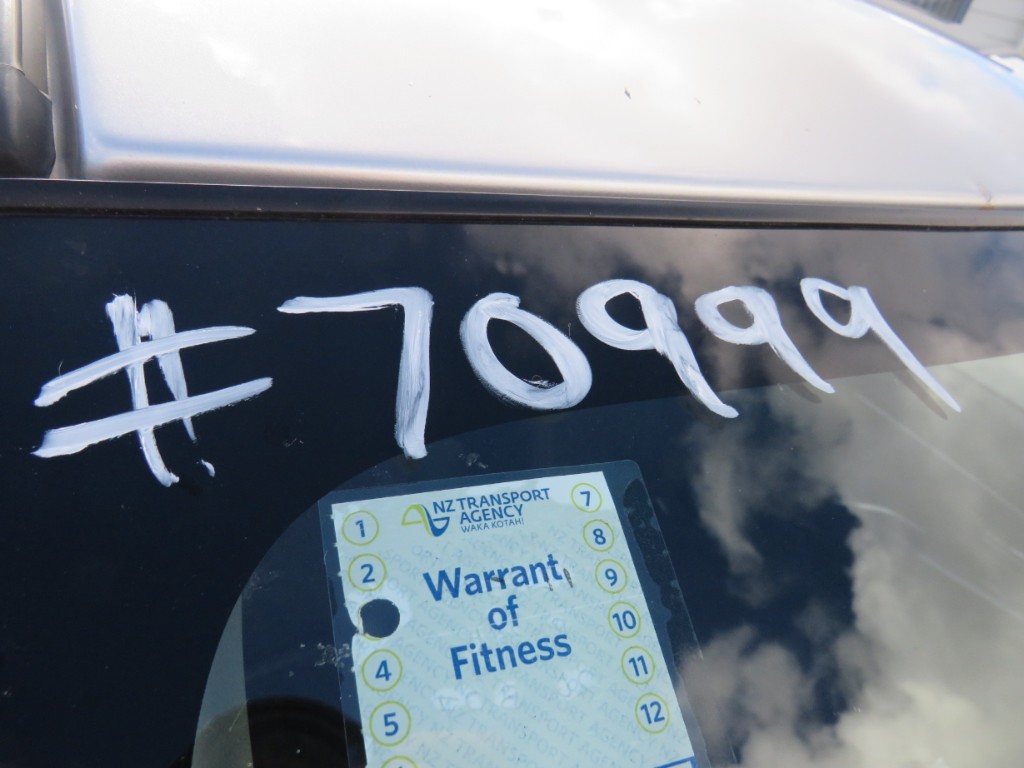 #70999
NZ TRANSPORT
AGENCY
WAKA KOTAHI
Warrant
of
Fitness
1
2
4
5
7
8
9
10
11
12